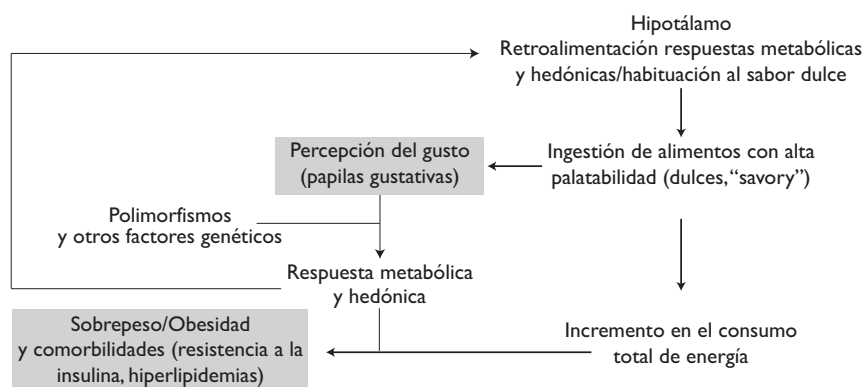 Hipotálamo
Retroalimentación respuestas metabólicas
y hedónicas/habituación al sabor dulce
Percepción del gusto
(papilas gustativas)
Ingestión de alimentos con alta
palatabilidad (dulces, “savory”)
Polimorfismos
y otros factores genéticos
Respuesta metabólica
y hedónica
Sobrepeso/Obesidad
y comorbilidades (resistencia a la
insulina, hiperlipidemias)
Incremento en el consumo
total de energía